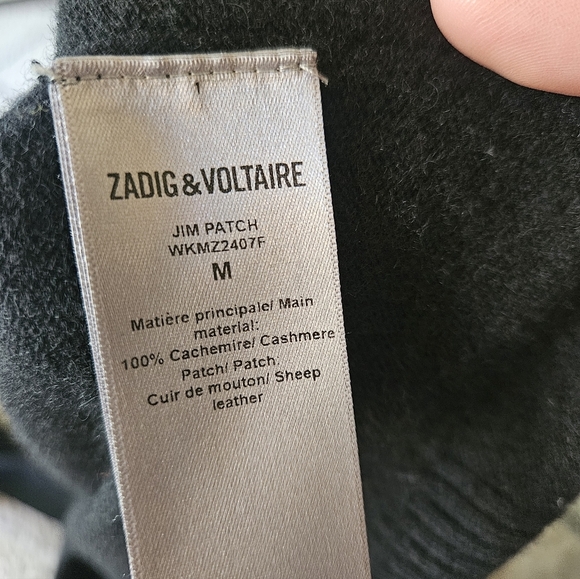 ZADIG&VOLTAIRE
JIM PATCH
WKMZ2407F
M
Matière principale/ Main
material:
100% Cachemire/ Cashmere
Patch/ Patch:
Cuir de mouton/ Sheep
leather